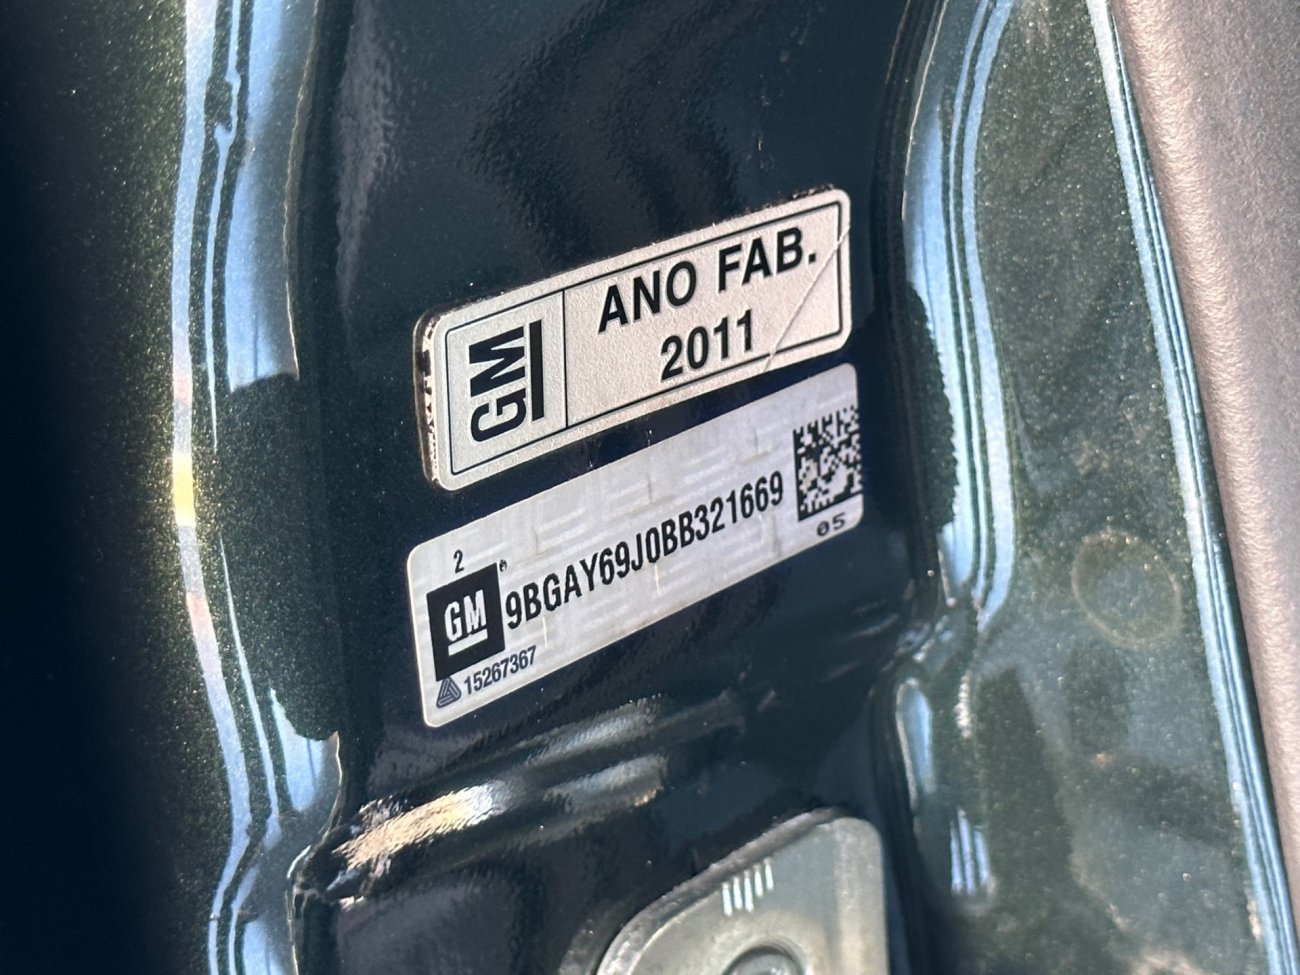 GM
ANO FAB.
2011
2
GM
9BGAY69J0BB321669
05
15267367